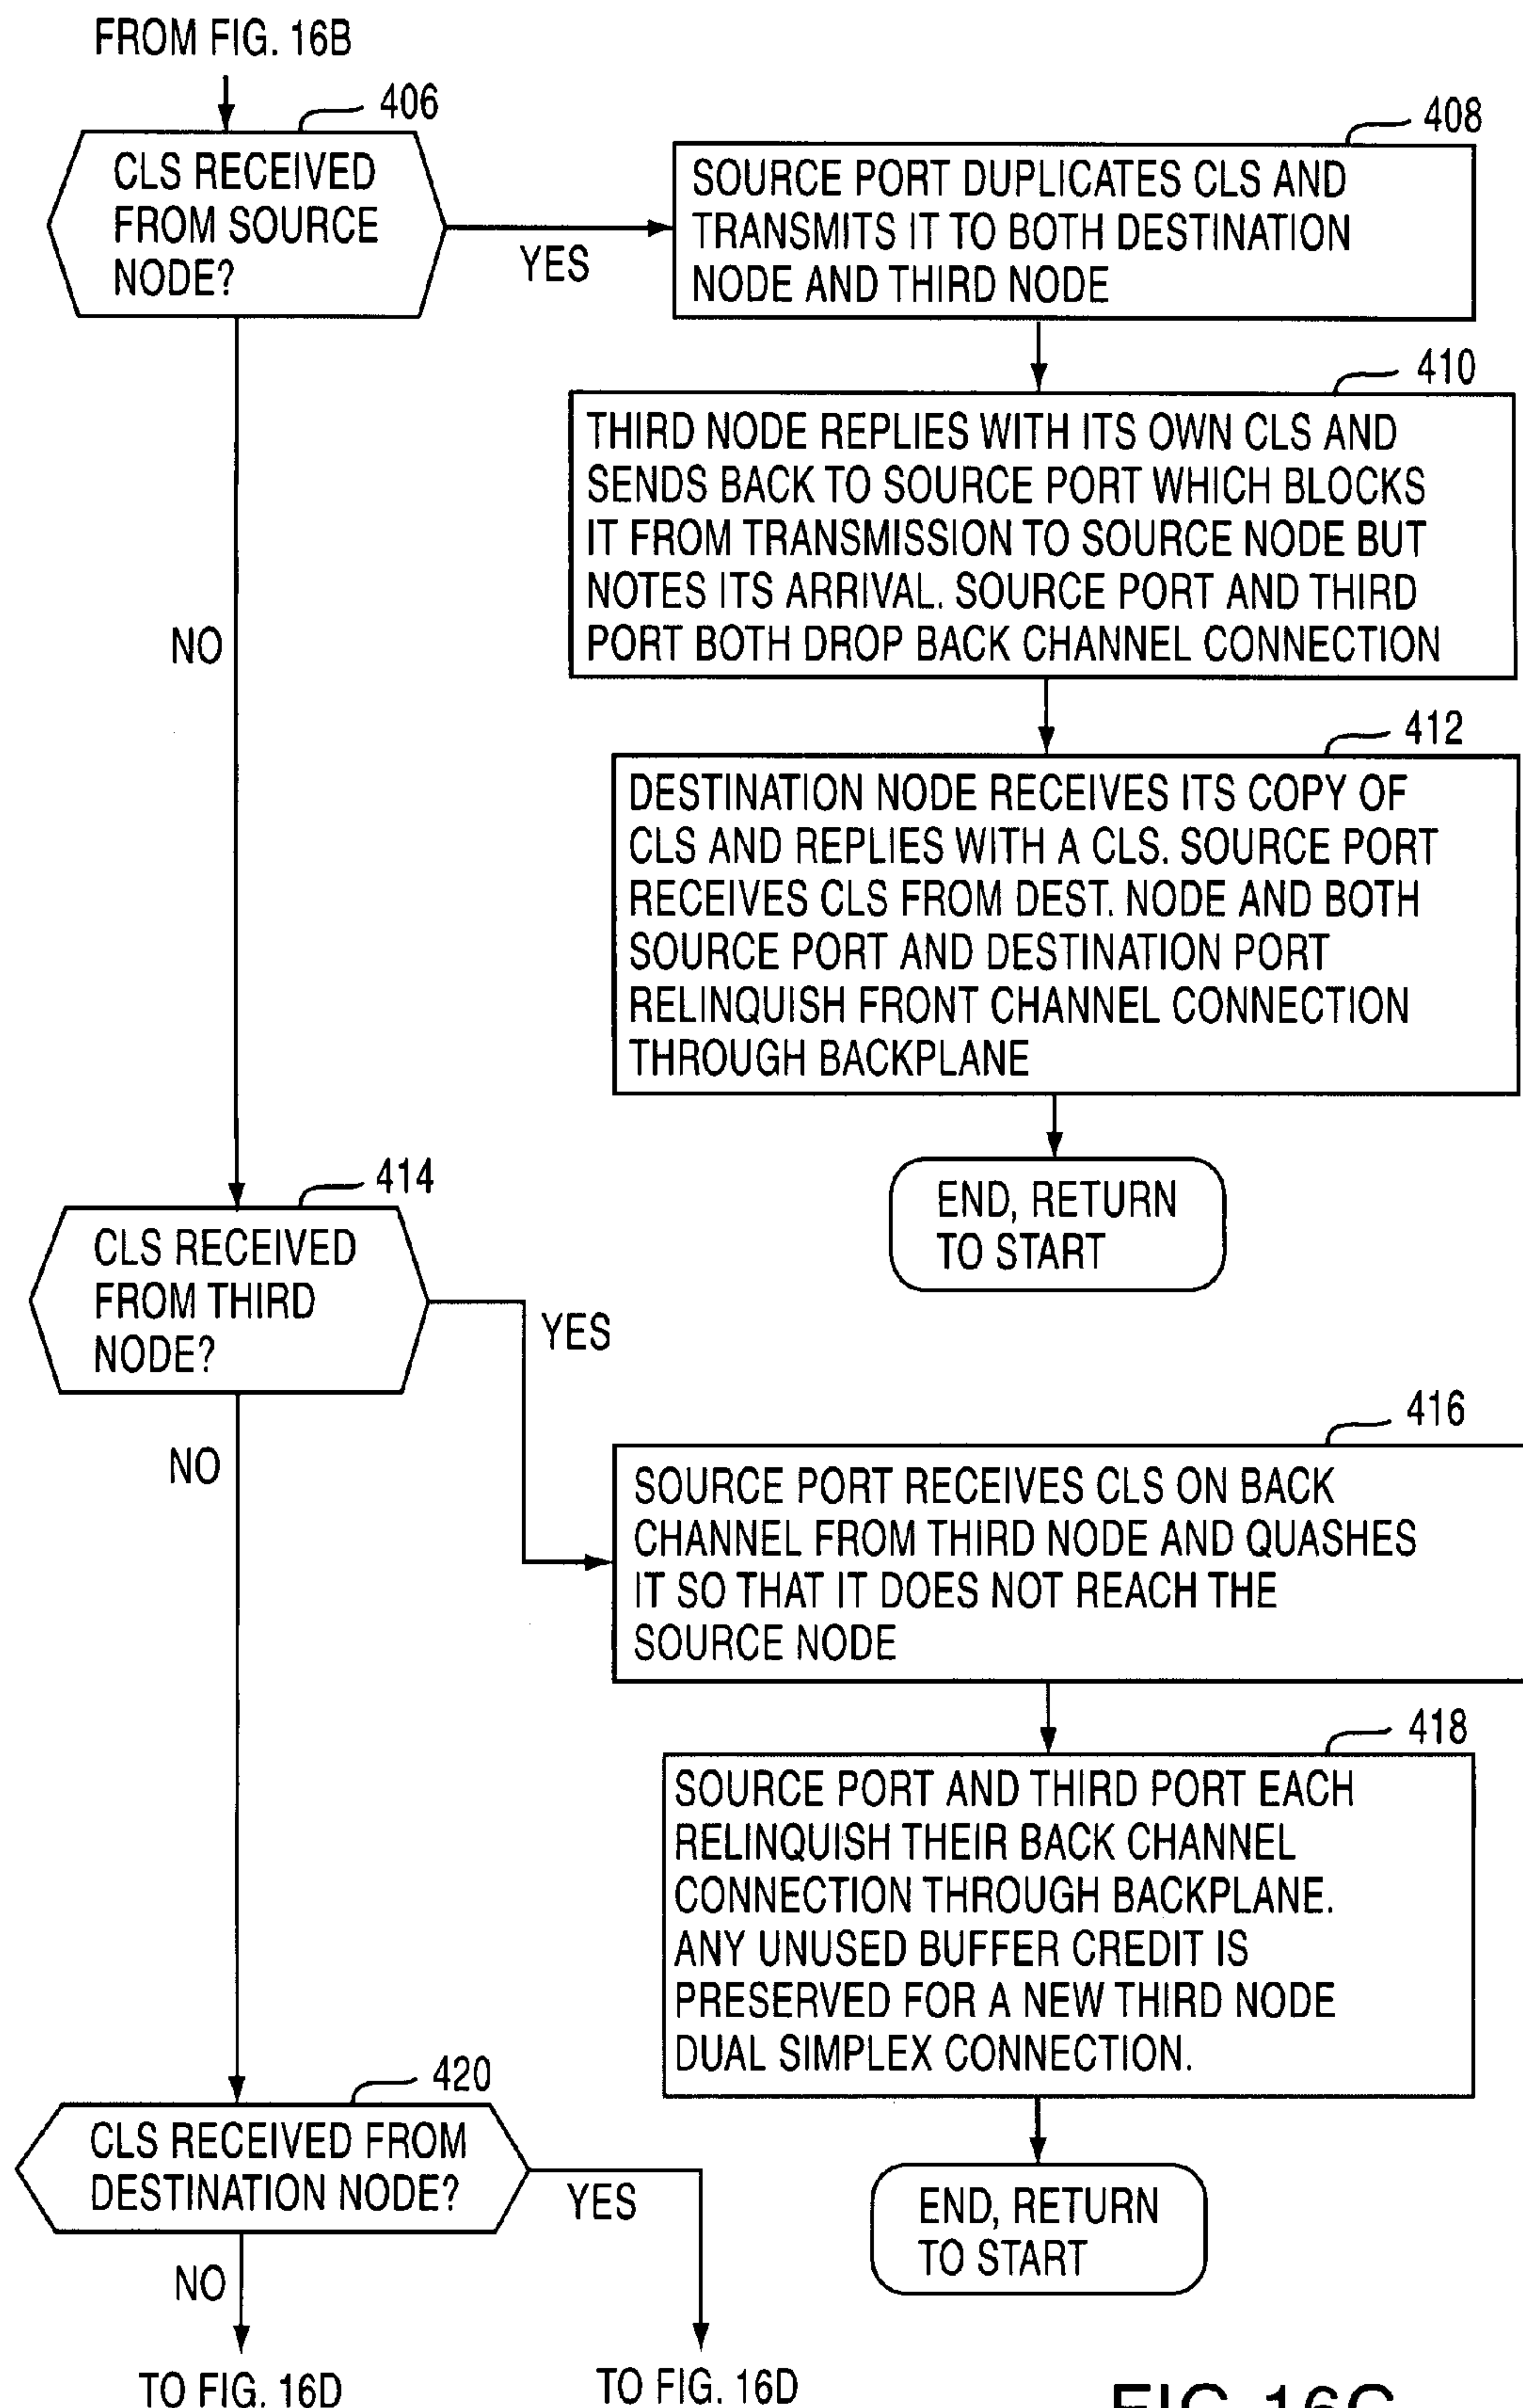 FROM FIG. 16B
406
CLS RECEIVED
FROM SOURCE
NODE?
YES
408
SOURCE PORT DUPLICATES CLS AND
TRANSMITS IT TO BOTH DESTINATION
NODE AND THIRD NODE
410
THIRD NODE REPLIES WITH ITS OWN CLS AND
SENDS BACK TO SOURCE PORT WHICH BLOCKS
IT FROM TRANSMISSION TO SOURCE NODE BUT
NOTES ITS ARRIVAL. SOURCE PORT AND THIRD
PORT BOTH DROP BACK CHANNEL CONNECTION
NO
412
DESTINATION NODE RECEIVES ITS COPY OF
CLS AND REPLIES WITH A CLS. SOURCE PORT
RECEIVES CLS FROM DEST. NODE AND BOTH
SOURCE PORT AND DESTINATION PORT
RELINQUISH FRONT CHANNEL CONNECTION
THROUGH BACKPLANE
END, RETURN
TO START
414
CLS RECEIVED
FROM THIRD
NODE?
YES
NO
416
SOURCE PORT RECEIVES CLS ON BACK
CHANNEL FROM THIRD NODE AND QUASHES
IT SO THAT IT DOES NOT REACH THE
SOURCE NODE
418
SOURCE PORT AND THIRD PORT EACH
RELINQUISH THEIR BACK CHANNEL
CONNECTION THROUGH BACKPLANE.
ANY UNUSED BUFFER CREDIT IS
PRESERVED FOR A NEW THIRD NODE
DUAL SIMPLEX CONNECTION.
END, RETURN
TO START
420
CLS RECEIVED FROM
DESTINATION NODE?
YES
NO
TO FIG. 16D
TO FIG. 16D
FIG. 16C